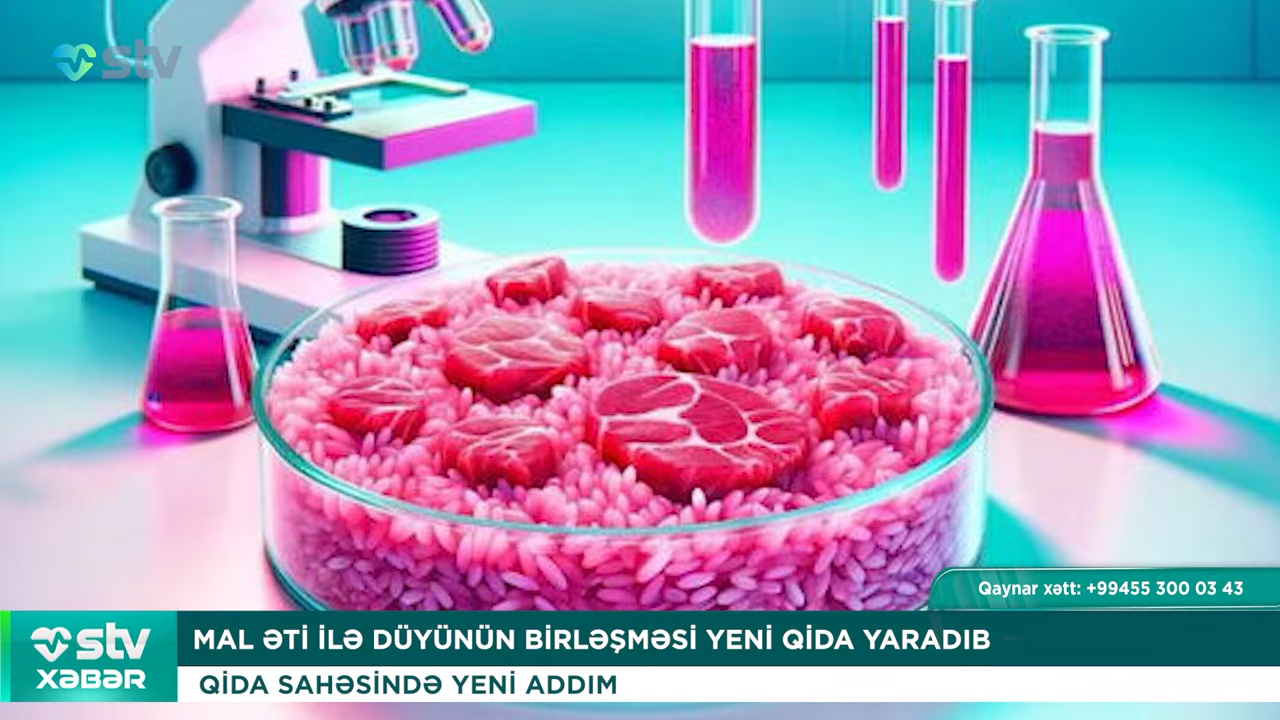 stv
Qaynar xətt: +99455 300 03 43
stv
XƏBƏR
MAL ƏTİ İLƏ DÜYÜNÜN BİRLƏŞMƏSİ YENİ QİDA YARADIB
QİDA SAHƏSİNDƏ YENİ ADDIM